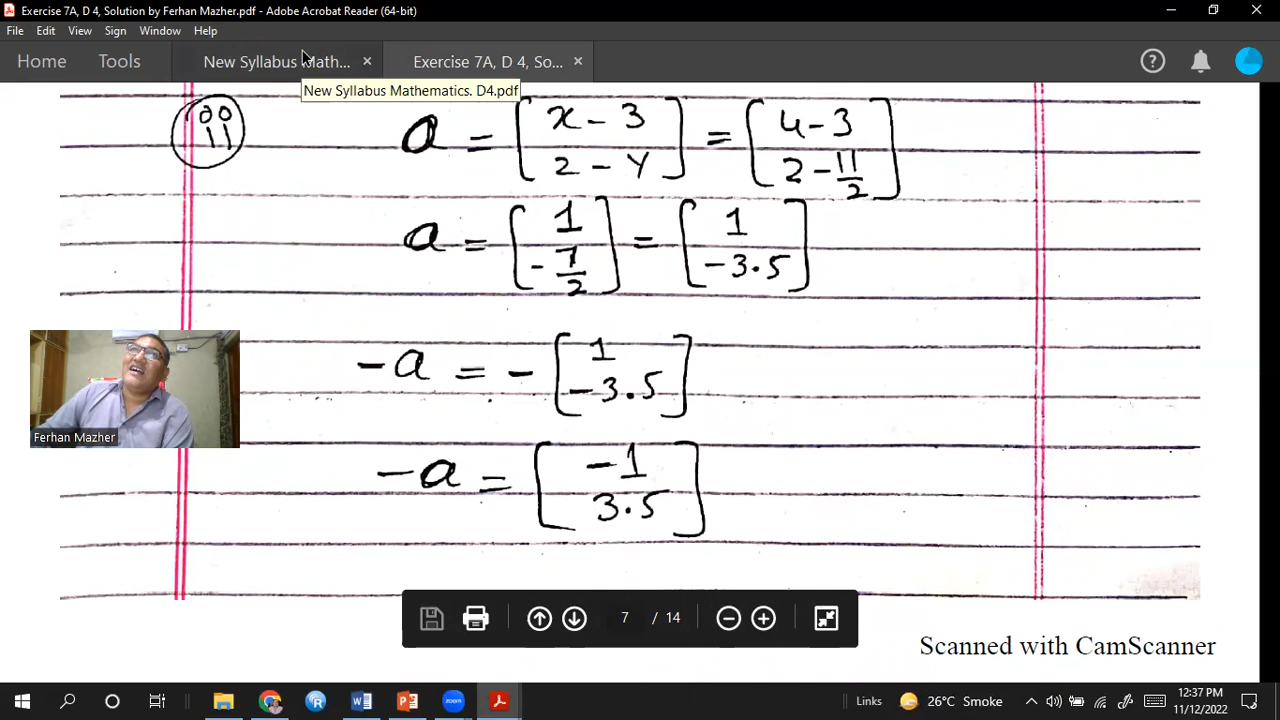 Exercise 7A, D 4, Solution by Ferhan Mazher.pdf - Adobe Acrobat Reader (64-bit)
File Edit View Sign Window Help
Home Tools New Syllabus Math... × Exercise 7A, D 4, So... ×
New Syllabus Mathematics. D4.pdf
ii
a = [x - 3
2 - y] = [4 - 3
2 - 11/2]
a = [1
- 7/2] = [1
-3.5]
-a = - [1
-3.5]
-a = [-1
3.5]
Ferhan Mazher
7 / 14
Scanned with CamScanner
Links 26°C Smoke
12:37 PM
11/12/2022